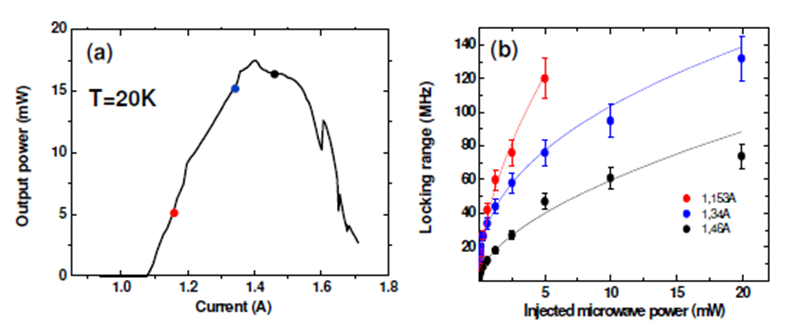 (a)
T=20K
Output power (mW)
20
15
10
5
0
1.0
1.2
1.4
1.6
1.8
Current (A)
(b)
Locking range (MHz)
140
120
100
80
60
40
20
0
5
10
15
20
1,153A
1,34A
1,46A
Injected microwave power (mW)